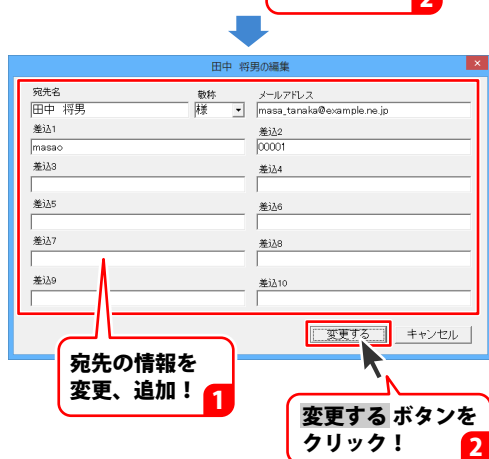 2
田中 将男の編集
×
宛先名 敬称 メールアドレス
田中 将男 様 masa_tanaka@example.ne.jp
差込1 差込2
masao 00001
差込3 差込4
差込5 差込6
差込7 差込8
差込9 差込10
変更する キャンセル
宛先の情報を
変更、追加！
1
変更する ボタンを
クリック！
2